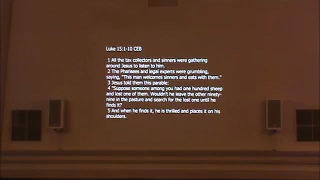 Luke 15:1-10 CEB
1 All the tax collectors and sinners were gathering
around Jesus to listen to him.
2 The Pharisees and legal experts were grumbling,
saying, "This man welcomes sinners and eats with them."
3 Jesus told them this parable:
4 "Suppose someone among you had one hundred sheep
and lost one of them. Wouldn't he leave the other ninety-
nine in the pasture and search for the lost one until he
finds it?
5 And when he finds it, he is thrilled and places it on his
shoulders.